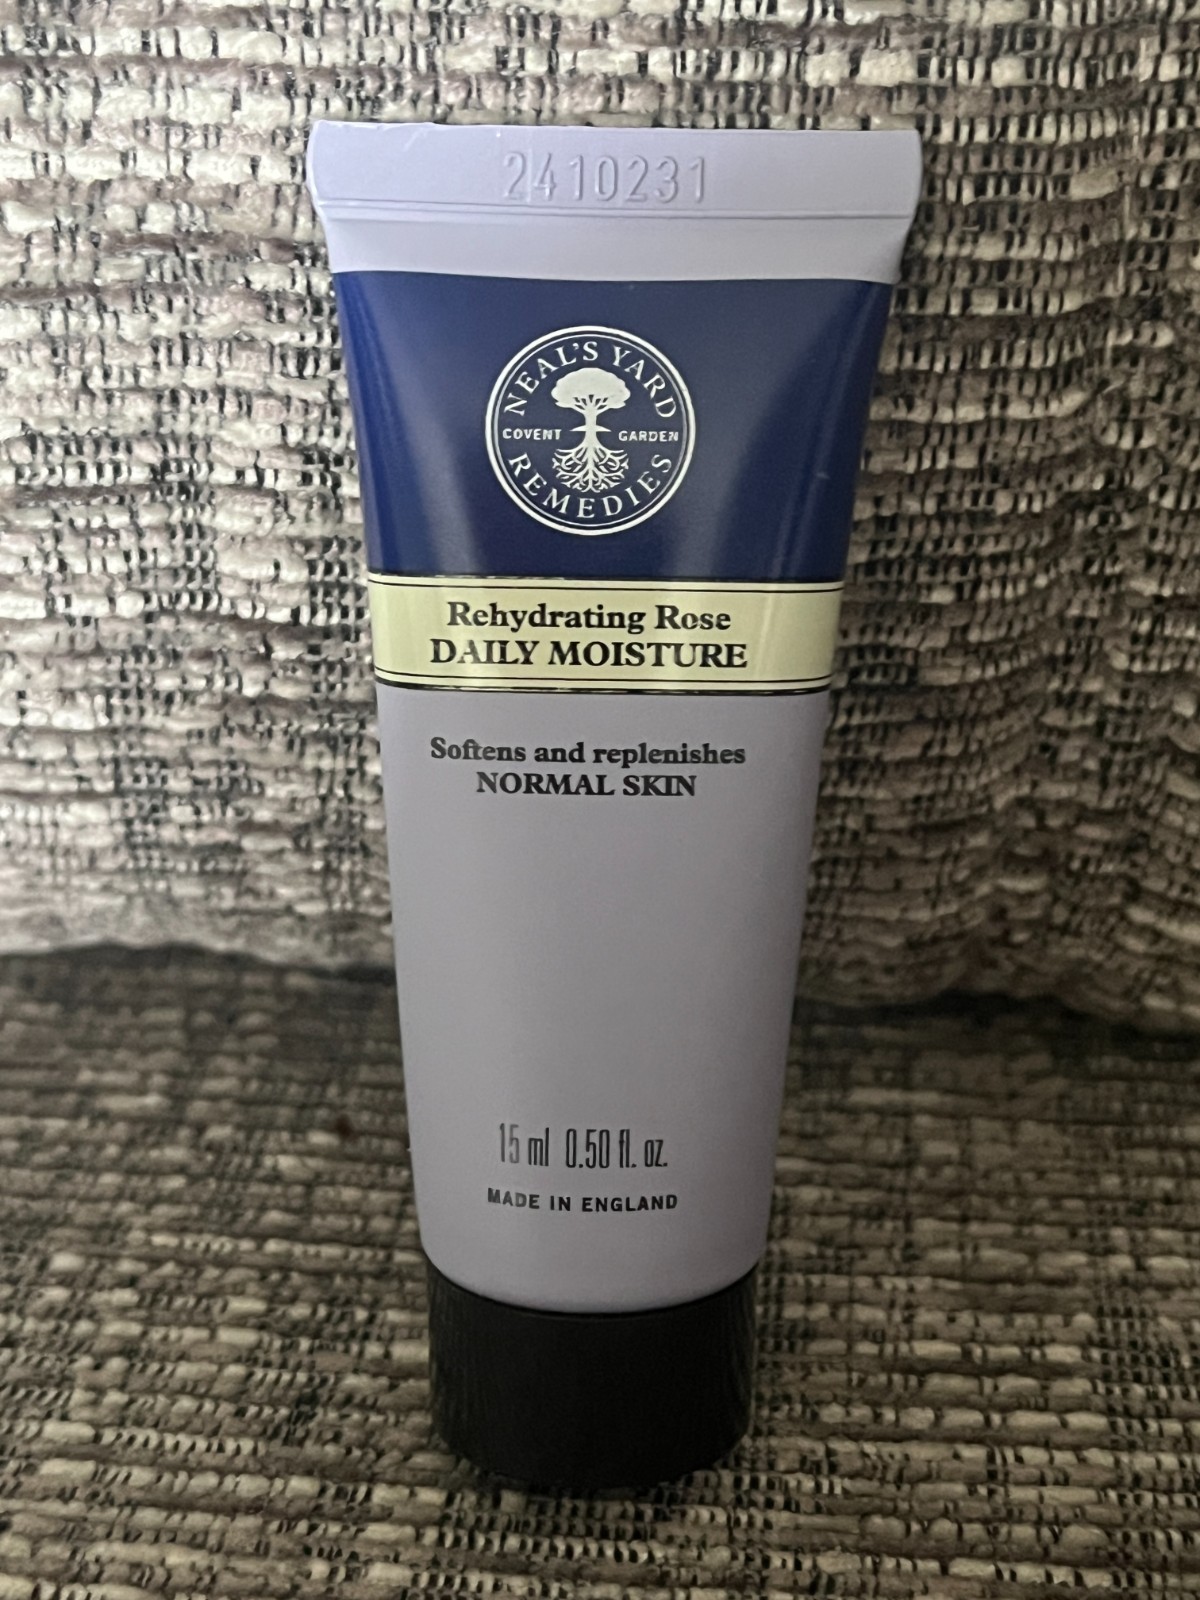 2410231
NEAL'S YARD
COVENT GARDEN
REMEDIES
Rehydrating Rose
DAILY MOISTURE
Softens and replenishes
NORMAL SKIN
15 ml 0.50 fl. oz.
MADE IN ENGLAND